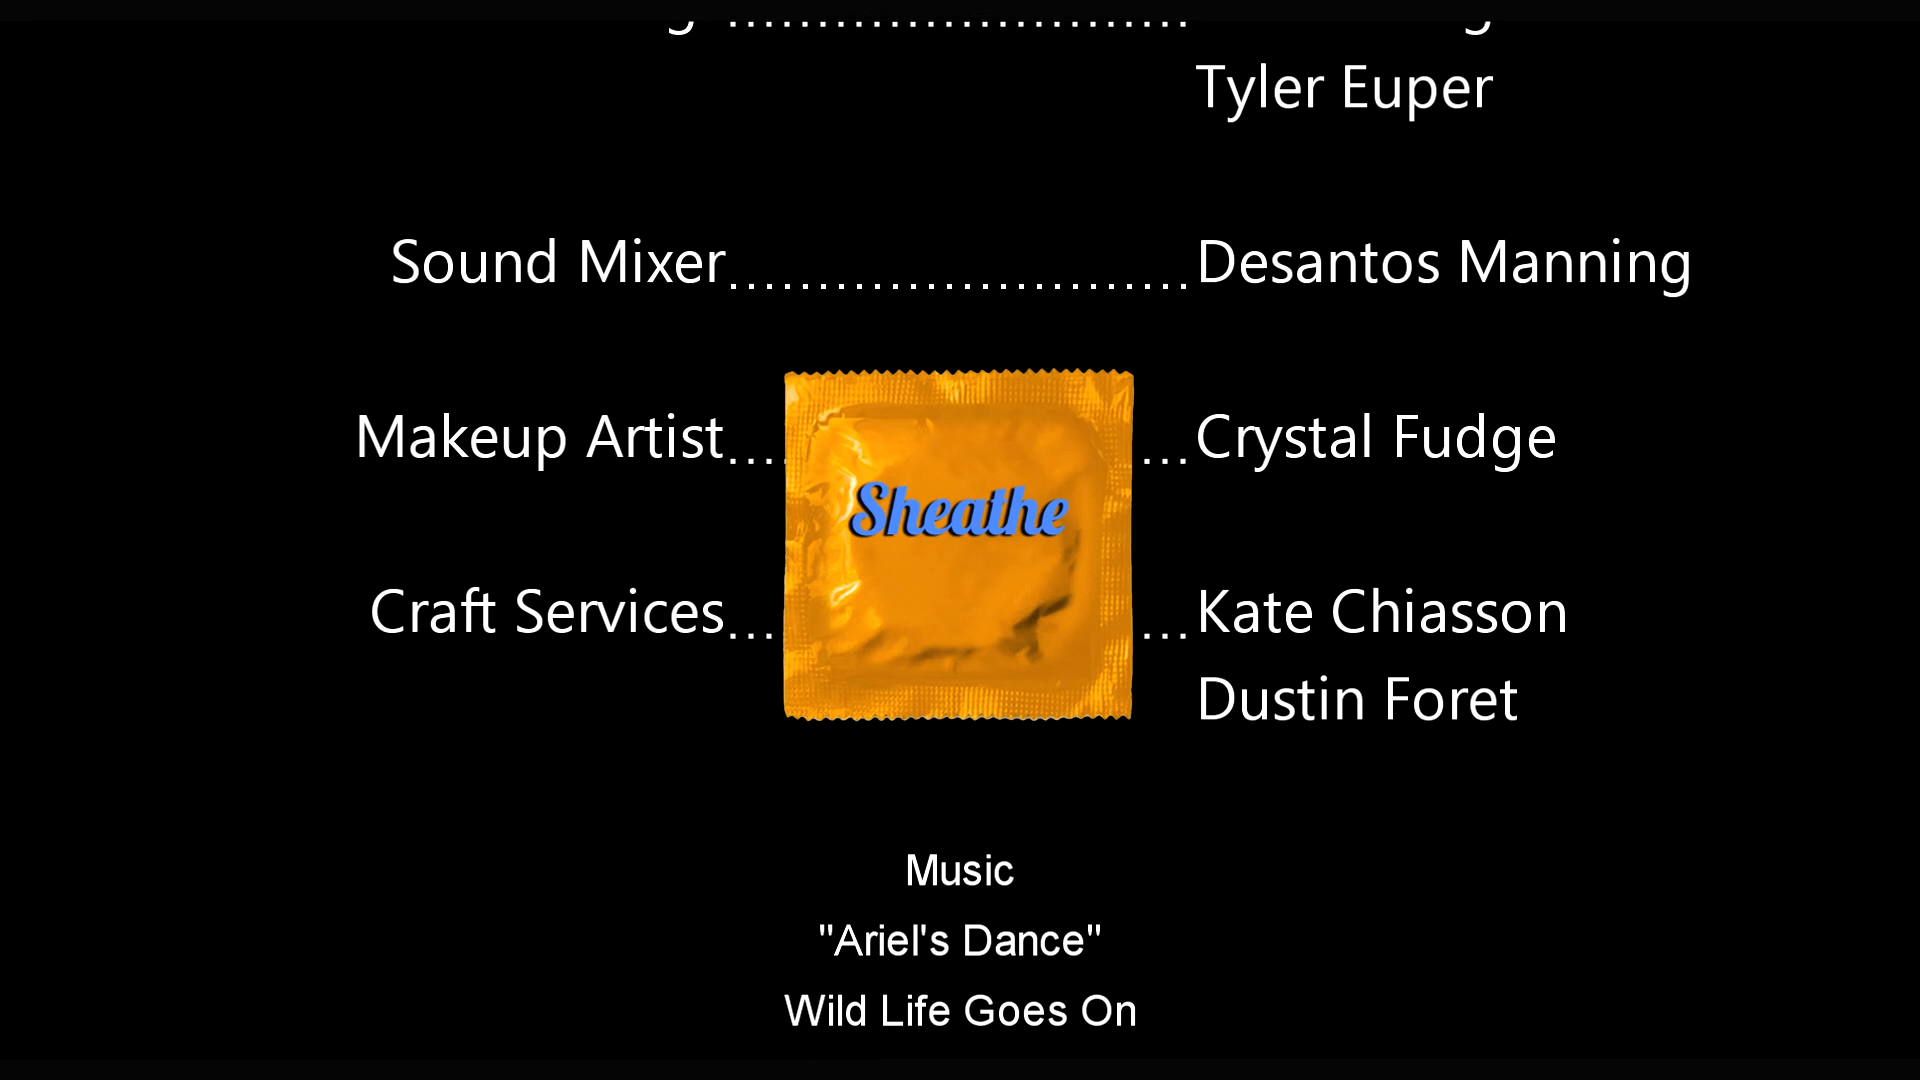 Tyler Euper
Sound Mixer..........................Desantos Manning
Makeup Artist.... ...Crystal Fudge
Sheathe
Craft Services... ...Kate Chiasson
Dustin Foret
Music
"Ariel's Dance"
Wild Life Goes On